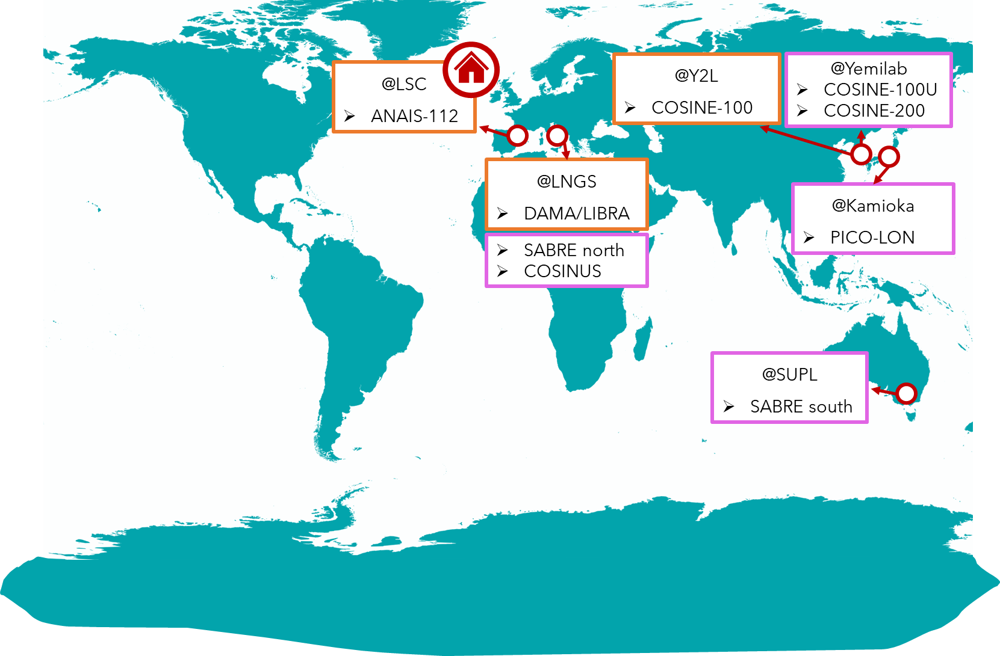 @LSC
➢ ANAIS-112
@Y2L
➢ COSINE-100
@Yemilab
➢ COSINE-100U
➢ COSINE-200
@LNGS
➢ DAMA/LIBRA
➢ SABRE north
➢ COSINUS
@Kamioka
➢ PICO-LON
@SUPL
➢ SABRE south